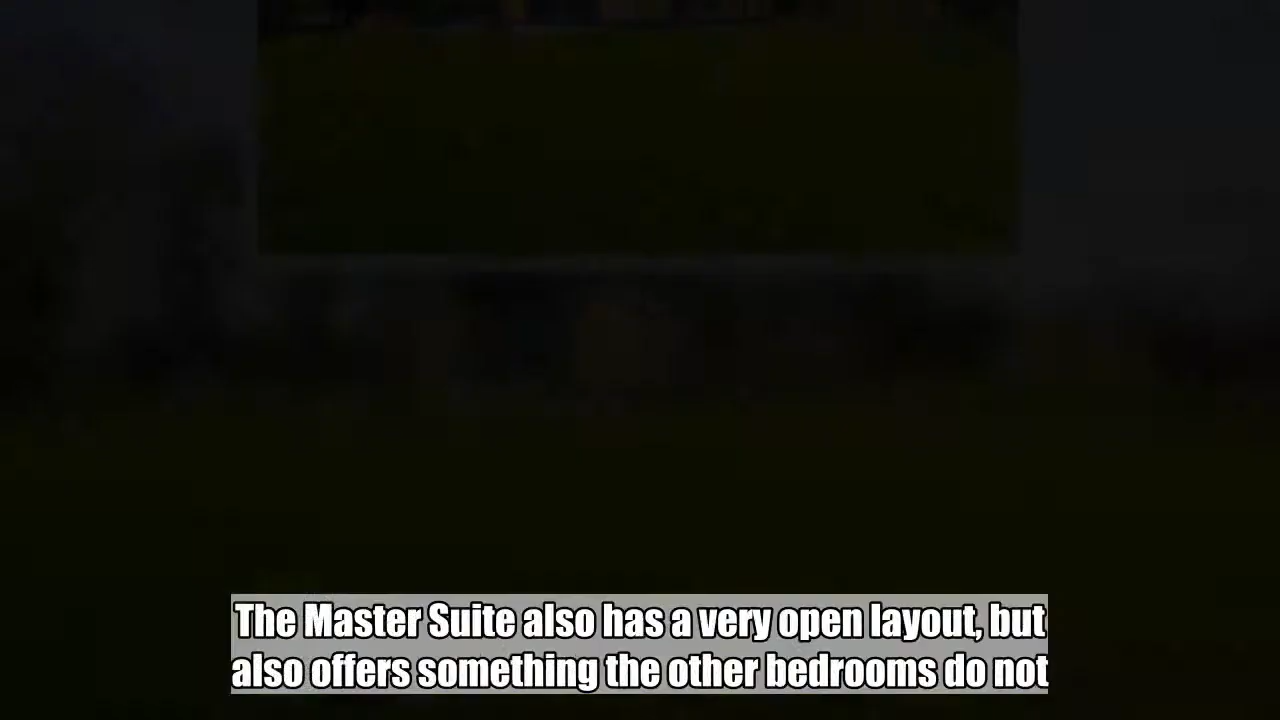 The Master Suite also has a very open layout, but
also offers something the other bedrooms do not